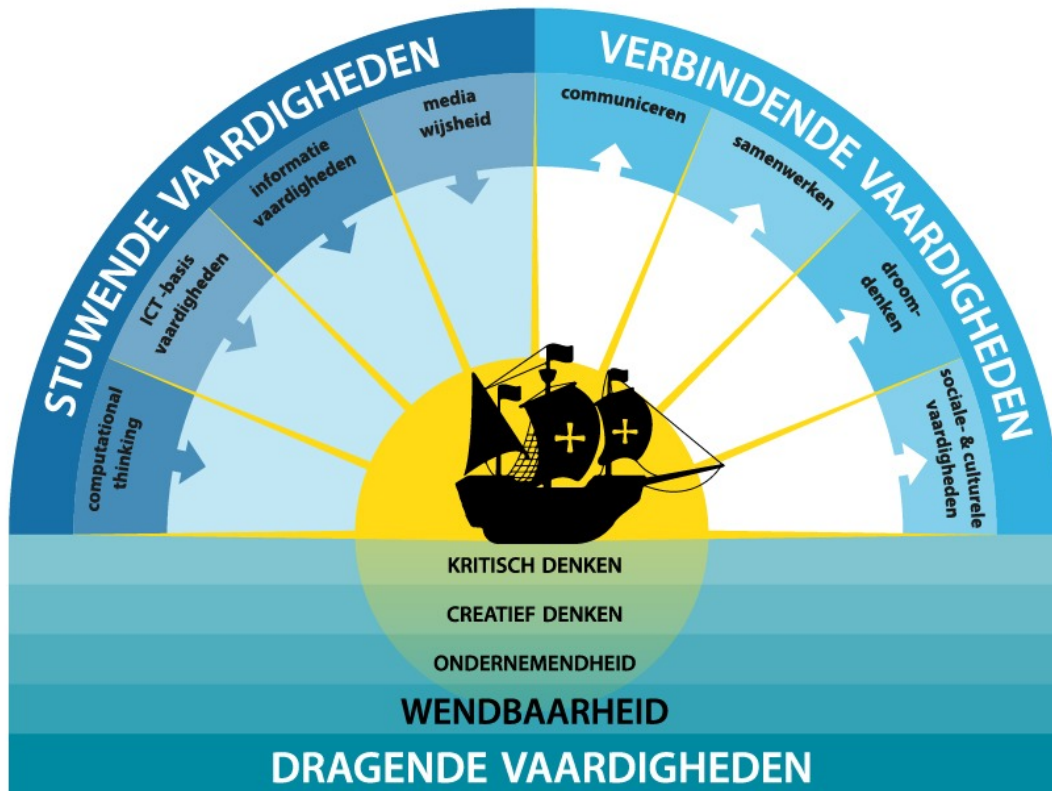 STUWENDE VAARDIGHEDEN
VERBINDENDE VAARDIGHEDEN
computational
thinking
ICT-basis
vaardigheden
informatie
vaardigheden
media
wijsheid
communiceren
samenwerken
droom-
denken
sociale- & culturele
vaardigheden
KRITISCH DENKEN
CREATIEF DENKEN
ONDERNEMENDHEID
WENDBAARHEID
DRAGENDE VAARDIGHEDEN